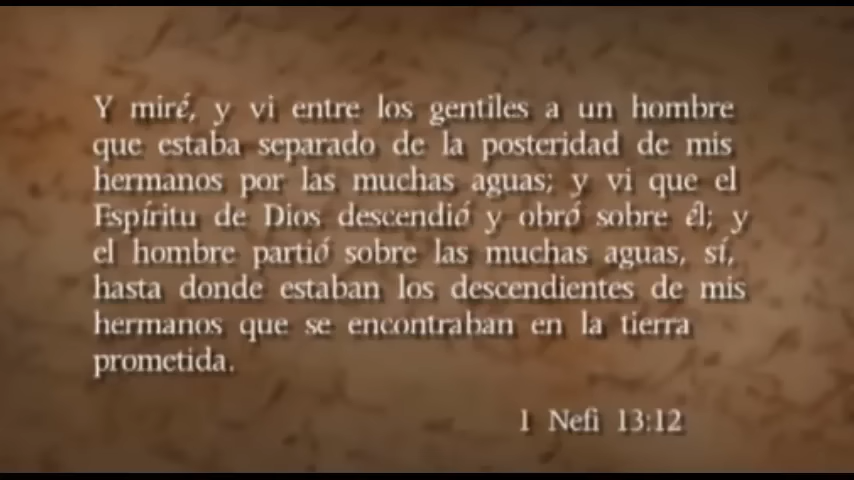 Y miré, y vi entre los gentiles a un hombre
que estaba separado de la posteridad de mis
hermanos por las muchas aguas; y vi que el
Espíritu de Dios descendió y obró sobre él; y
el hombre partió sobre las muchas aguas, sí,
hasta donde estaban los descendientes de mis
hermanos que se encontraban en la tierra
prometida.
1 Nefi 13:12